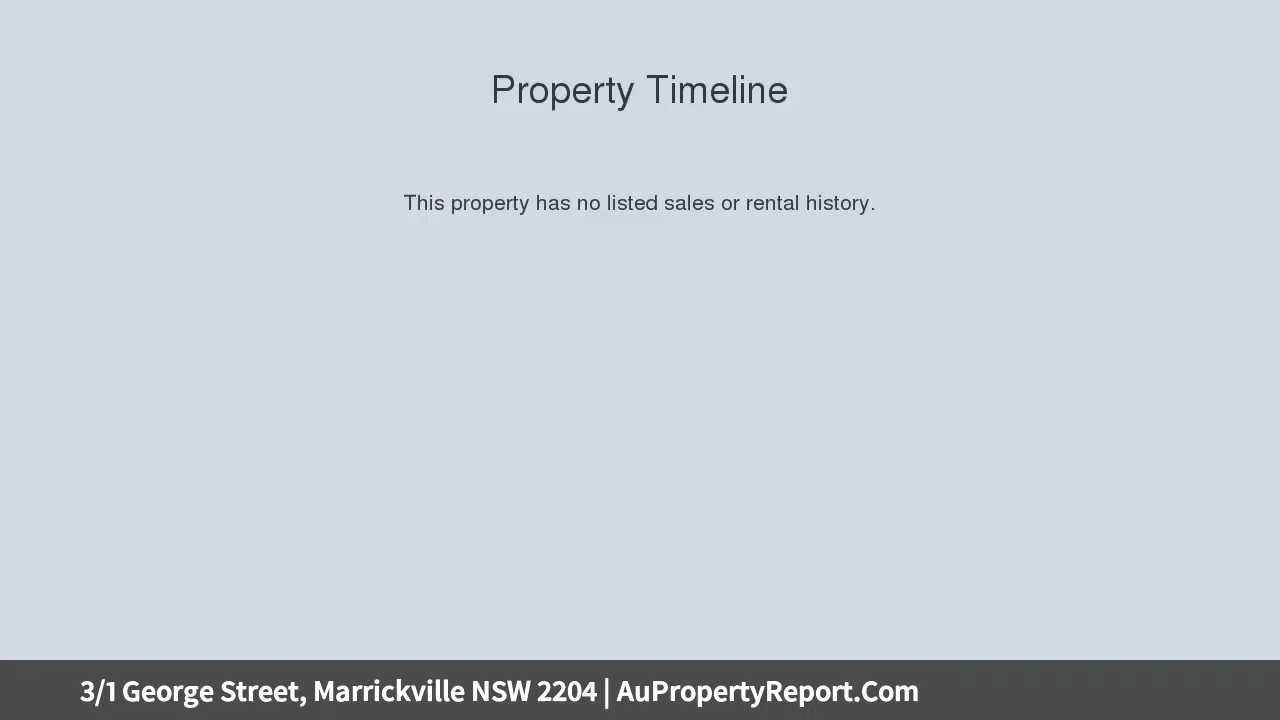 Property Timeline
This property has no listed sales or rental history.
3/1 George Street, Marrickville NSW 2204 | AuPropertyReport.Com